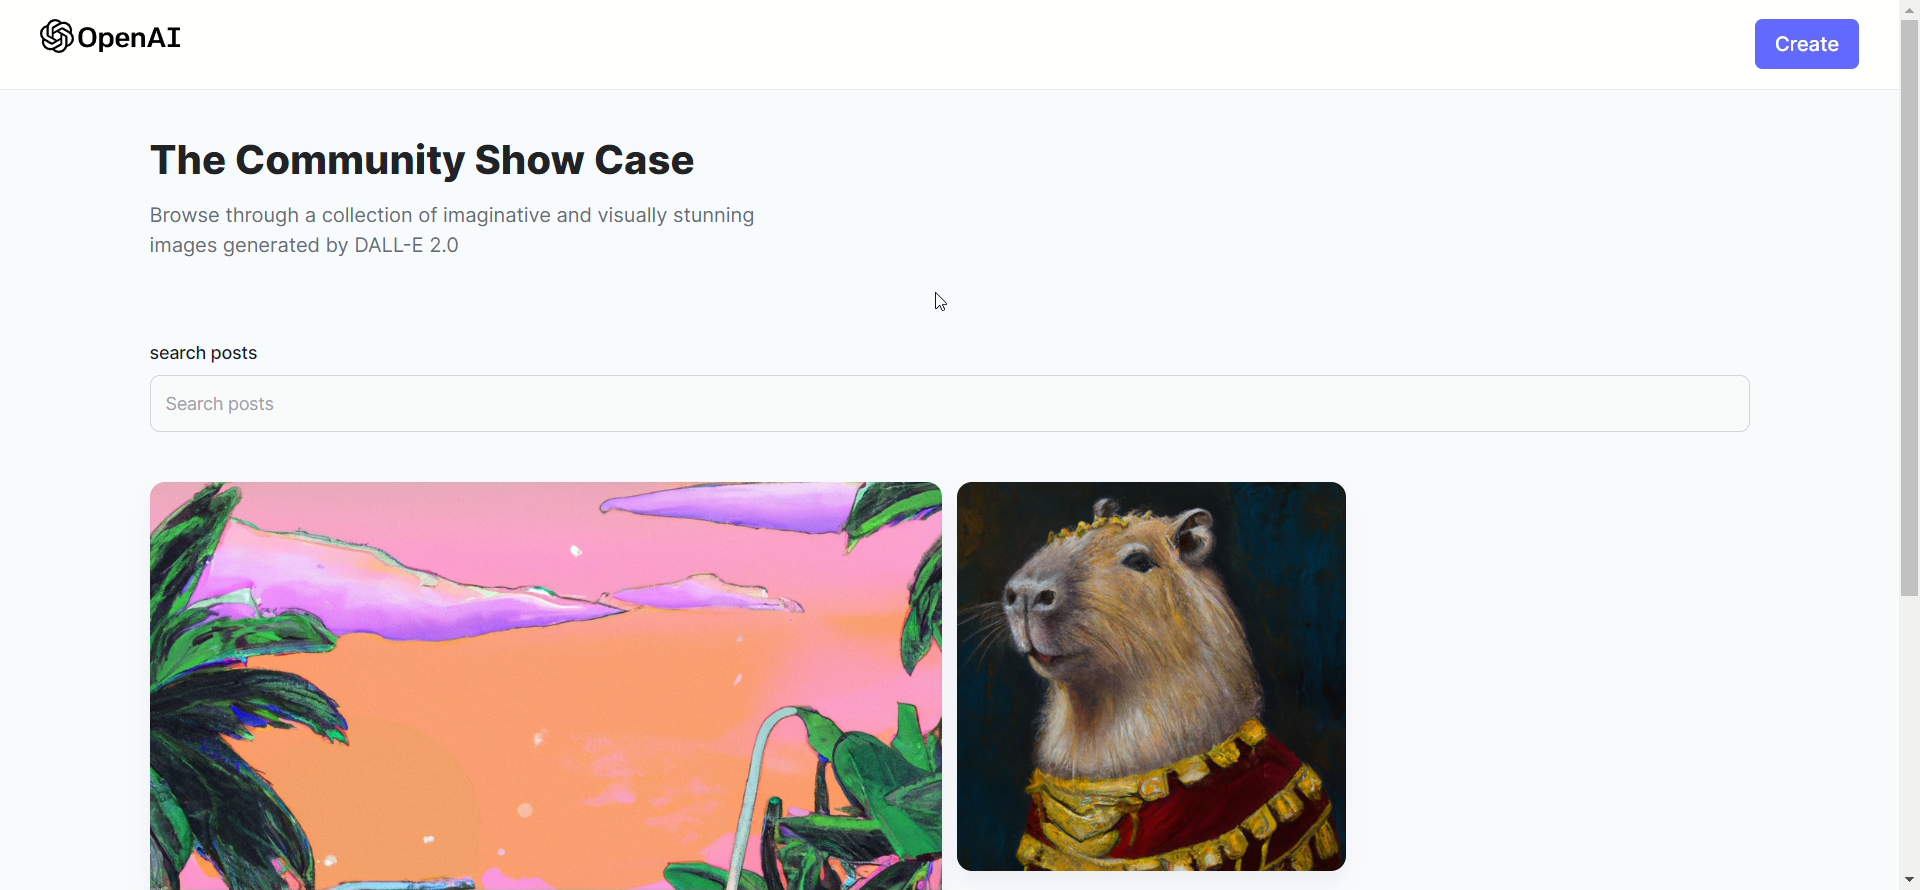 OpenAI
Create
The Community Show Case
Browse through a collection of imaginative and visually stunning
images generated by DALL-E 2.0
search posts
Search posts